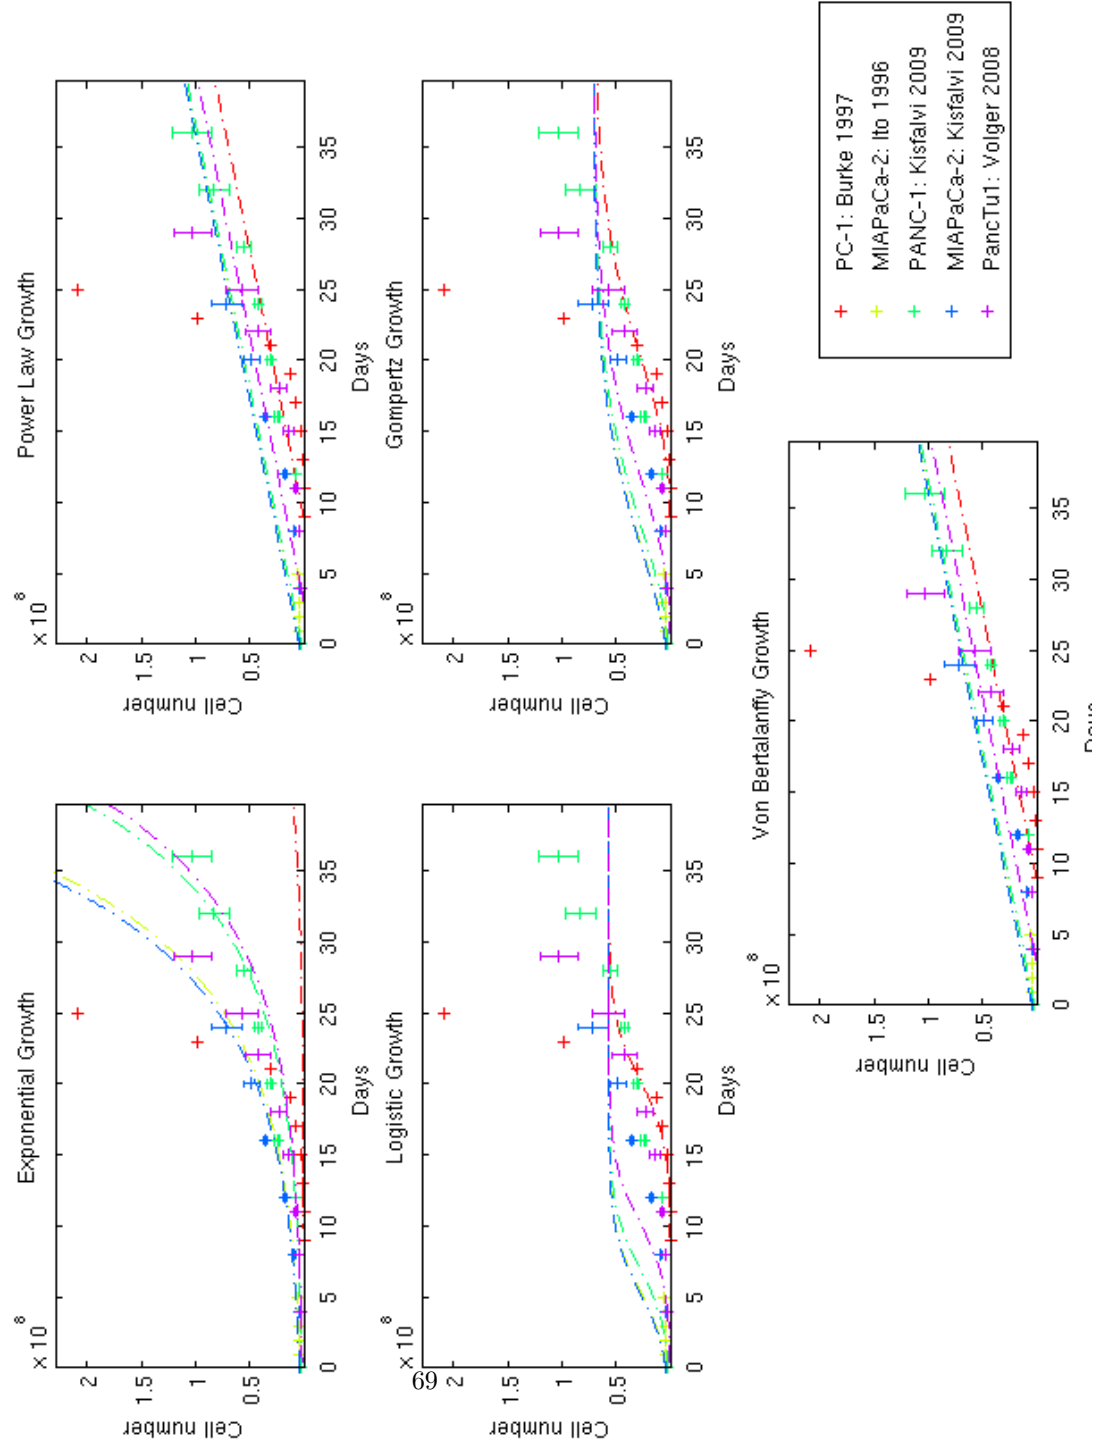 Exponential Growth
× 10 8
2
1.5
1
0.5
Cell number
0 5 10 15 20 25 30 35
Days
Power Law Growth
× 10 8
2
1.5
1
0.5
Cell number
0 5 10 15 20 25 30 35
Days
Logistic Growth
× 10 8
2
1.5
1
0.5
Cell number
0 5 10 15 20 25 30 35
Days
Gompertz Growth
× 10 8
2
1.5
1
0.5
Cell number
0 5 10 15 20 25 30 35
Days
Von Bertalanffy Growth
× 10 8
2
1.5
1
0.5
Cell number
0 5 10 15 20 25 30 35
Days
PC-1: Burke 1997
MIAPaCa-2: Ito 1996
PANC-1: Kisfalvi 2009
MIAPaCa-2: Kisfalvi 2009
PancTu1: Volger 2008
69